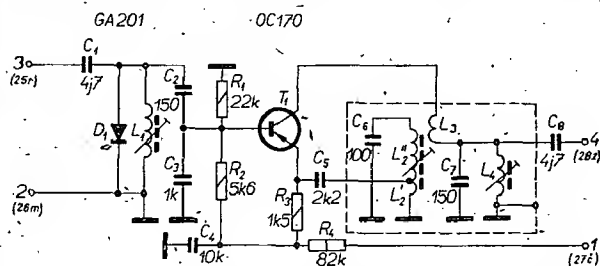 GA201
OC170
3
(25r)
C1
4j7
D1
L1
150
C2
C3
1k
R1
22k
R2
5k6
T1
C4
10k
R3
1k5
C5
2k2
R4
82k
C6
100
L2"
L2'
L3
C7
150
L4
C8
4j7
4
(28ž)
2
(26m)
1
(27č)